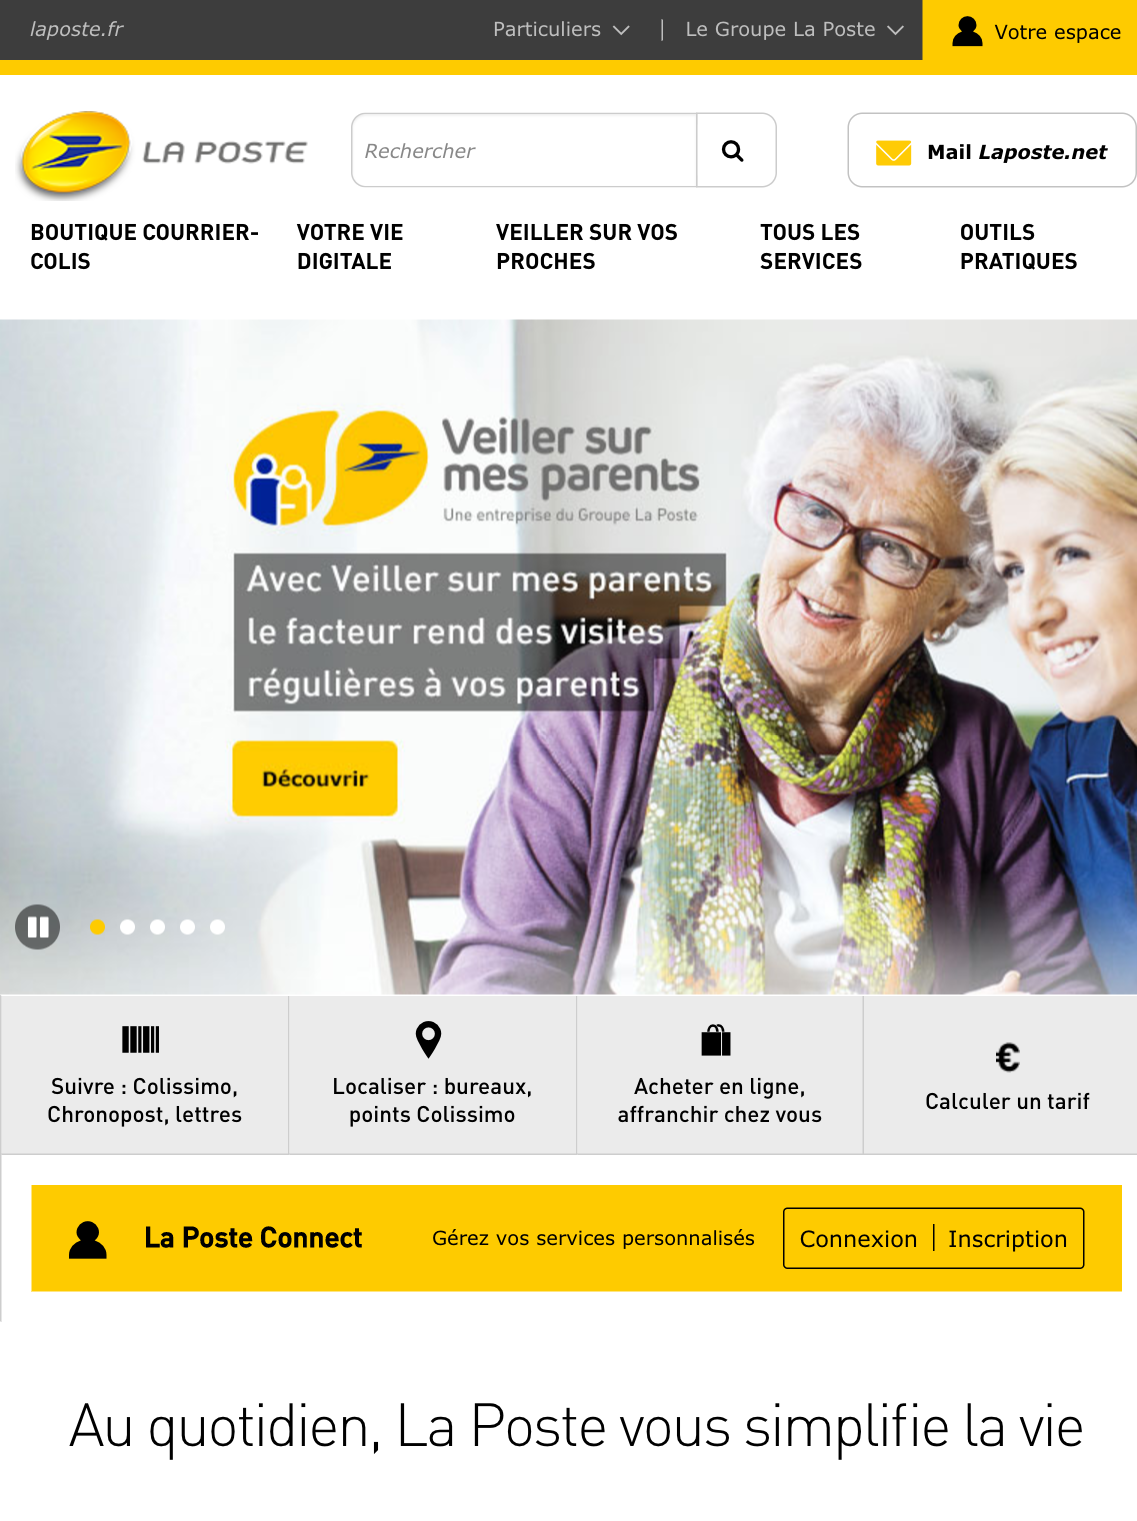 laposte.fr
Particuliers
Le Groupe La Poste
Votre espace
LA POSTE
Rechercher
Mail Laposte.net
BOUTIQUE COURRIER-
COLIS
VOTRE VIE
DIGITALE
VEILLER SUR VOS
PROCHES
TOUS LES
SERVICES
OUTILS
PRATIQUES
Veiller sur
mes parents
Une entreprise du Groupe La Poste
Avec Veiller sur mes parents
le facteur rend des visites
régulières à vos parents
Découvrir
Suivre : Colissimo,
Chronopost, lettres
Localiser : bureaux,
points Colissimo
Acheter en ligne,
affranchir chez vous
€
Calculer un tarif
La Poste Connect
Gérez vos services personnalisés
Connexion | Inscription
Au quotidien, La Poste vous simplifie la vie